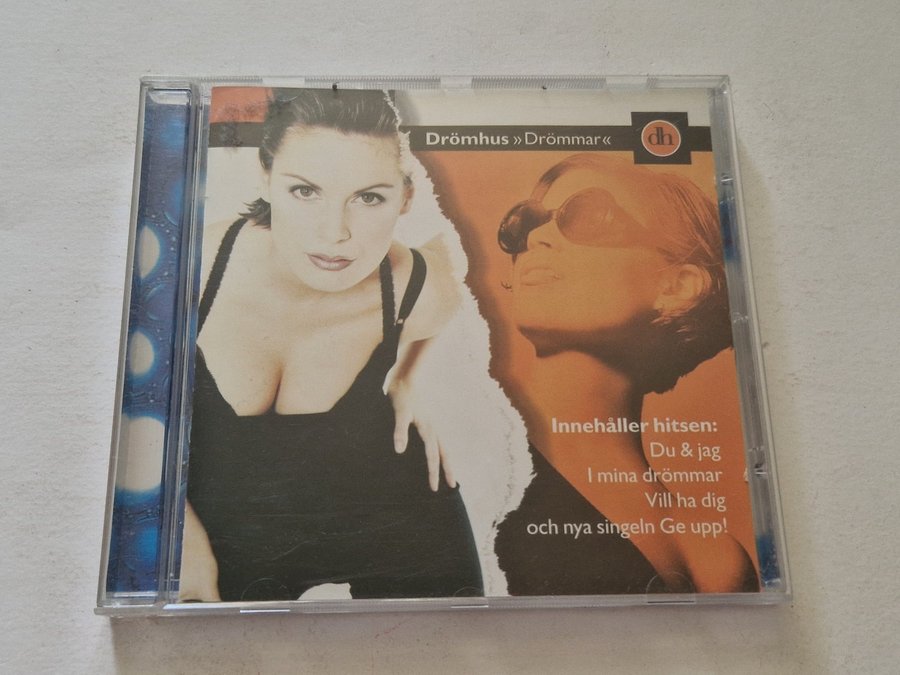 Drömhus »Drömmar«
dh
Innehåller hitsen:
Du & jag
I mina drömmar
Vill ha dig
och nya singeln Ge upp!